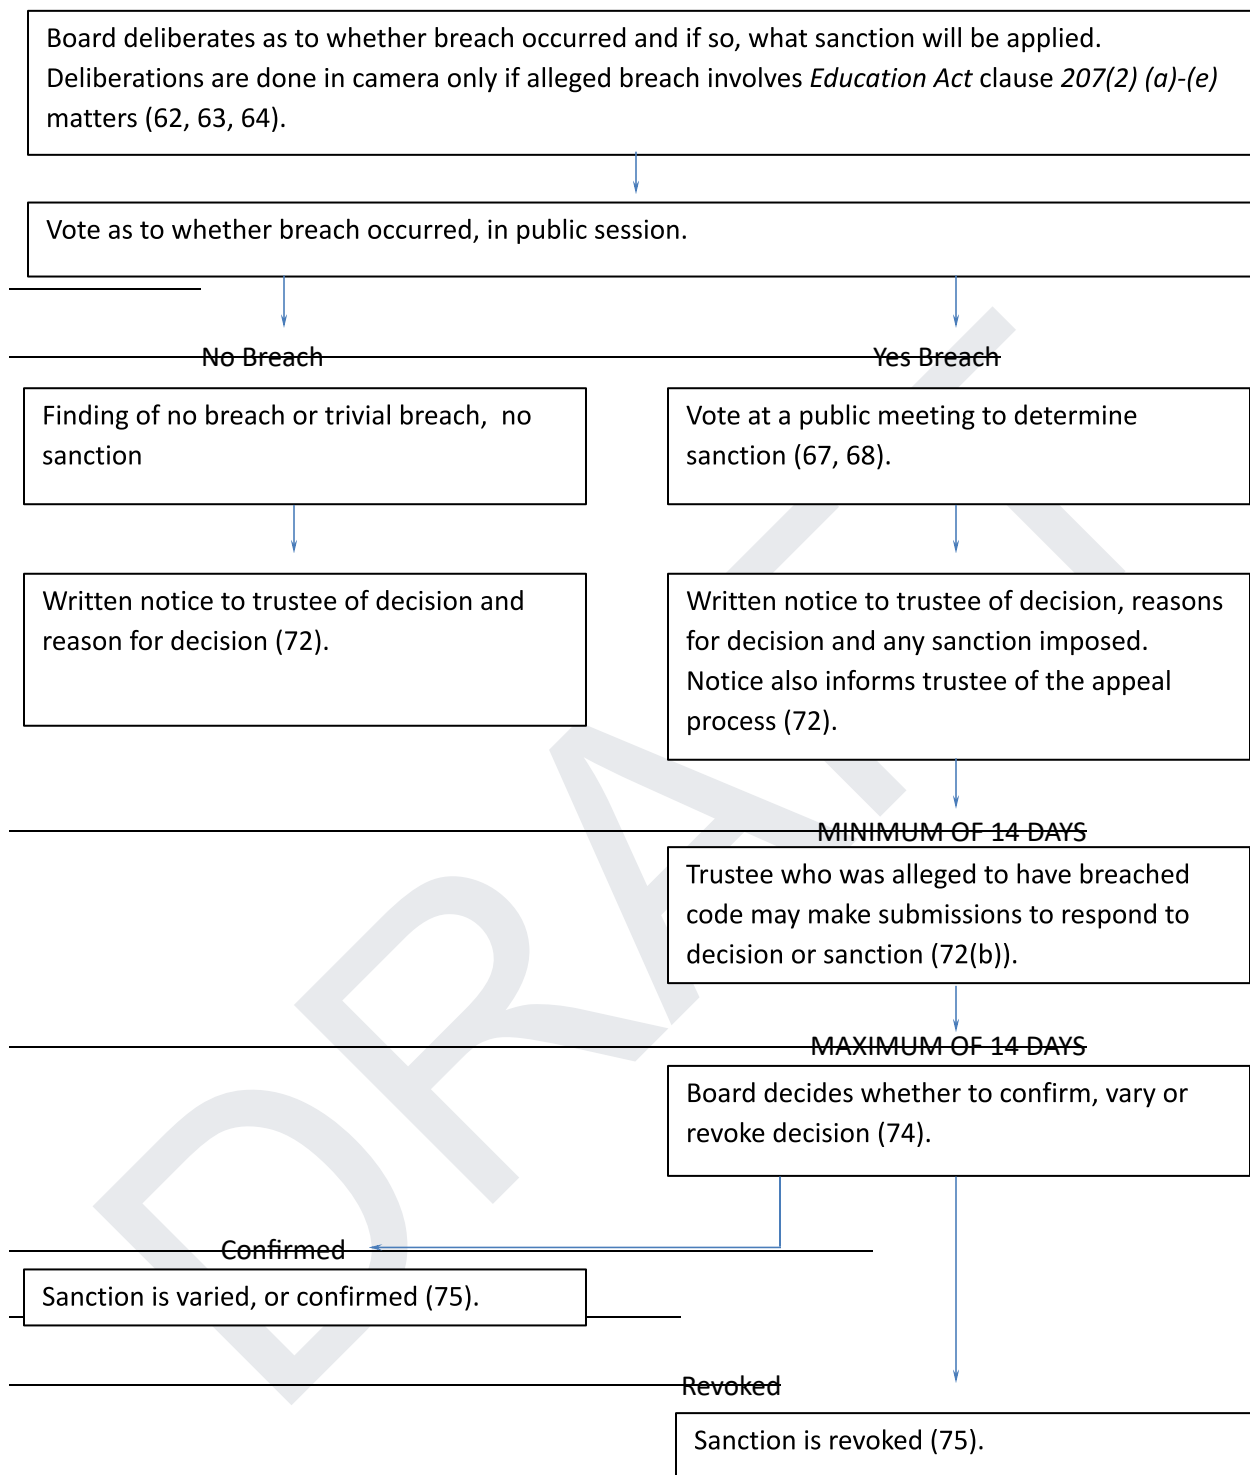 Board deliberates as to whether breach occurred and if so, what sanction will be applied.
Deliberations are done in camera only if alleged breach involves Education Act clause 207(2) (a)-(e)
matters (62, 63, 64).
Vote as to whether breach occurred, in public session.
No Breach
Yes Breach
Finding of no breach or trivial breach, no
sanction
Vote at a public meeting to determine
sanction (67, 68).
Written notice to trustee of decision and
reason for decision (72).
Written notice to trustee of decision, reasons
for decision and any sanction imposed.
Notice also informs trustee of the appeal
process (72).
MINIMUM OF 14 DAYS
Trustee who was alleged to have breached
code may make submissions to respond to
decision or sanction (72(b)).
MAXIMUM OF 14 DAYS
Board decides whether to confirm, vary or
revoke decision (74).
Confirmed
Sanction is varied, or confirmed (75).
Revoked
Sanction is revoked (75).
DRAFT